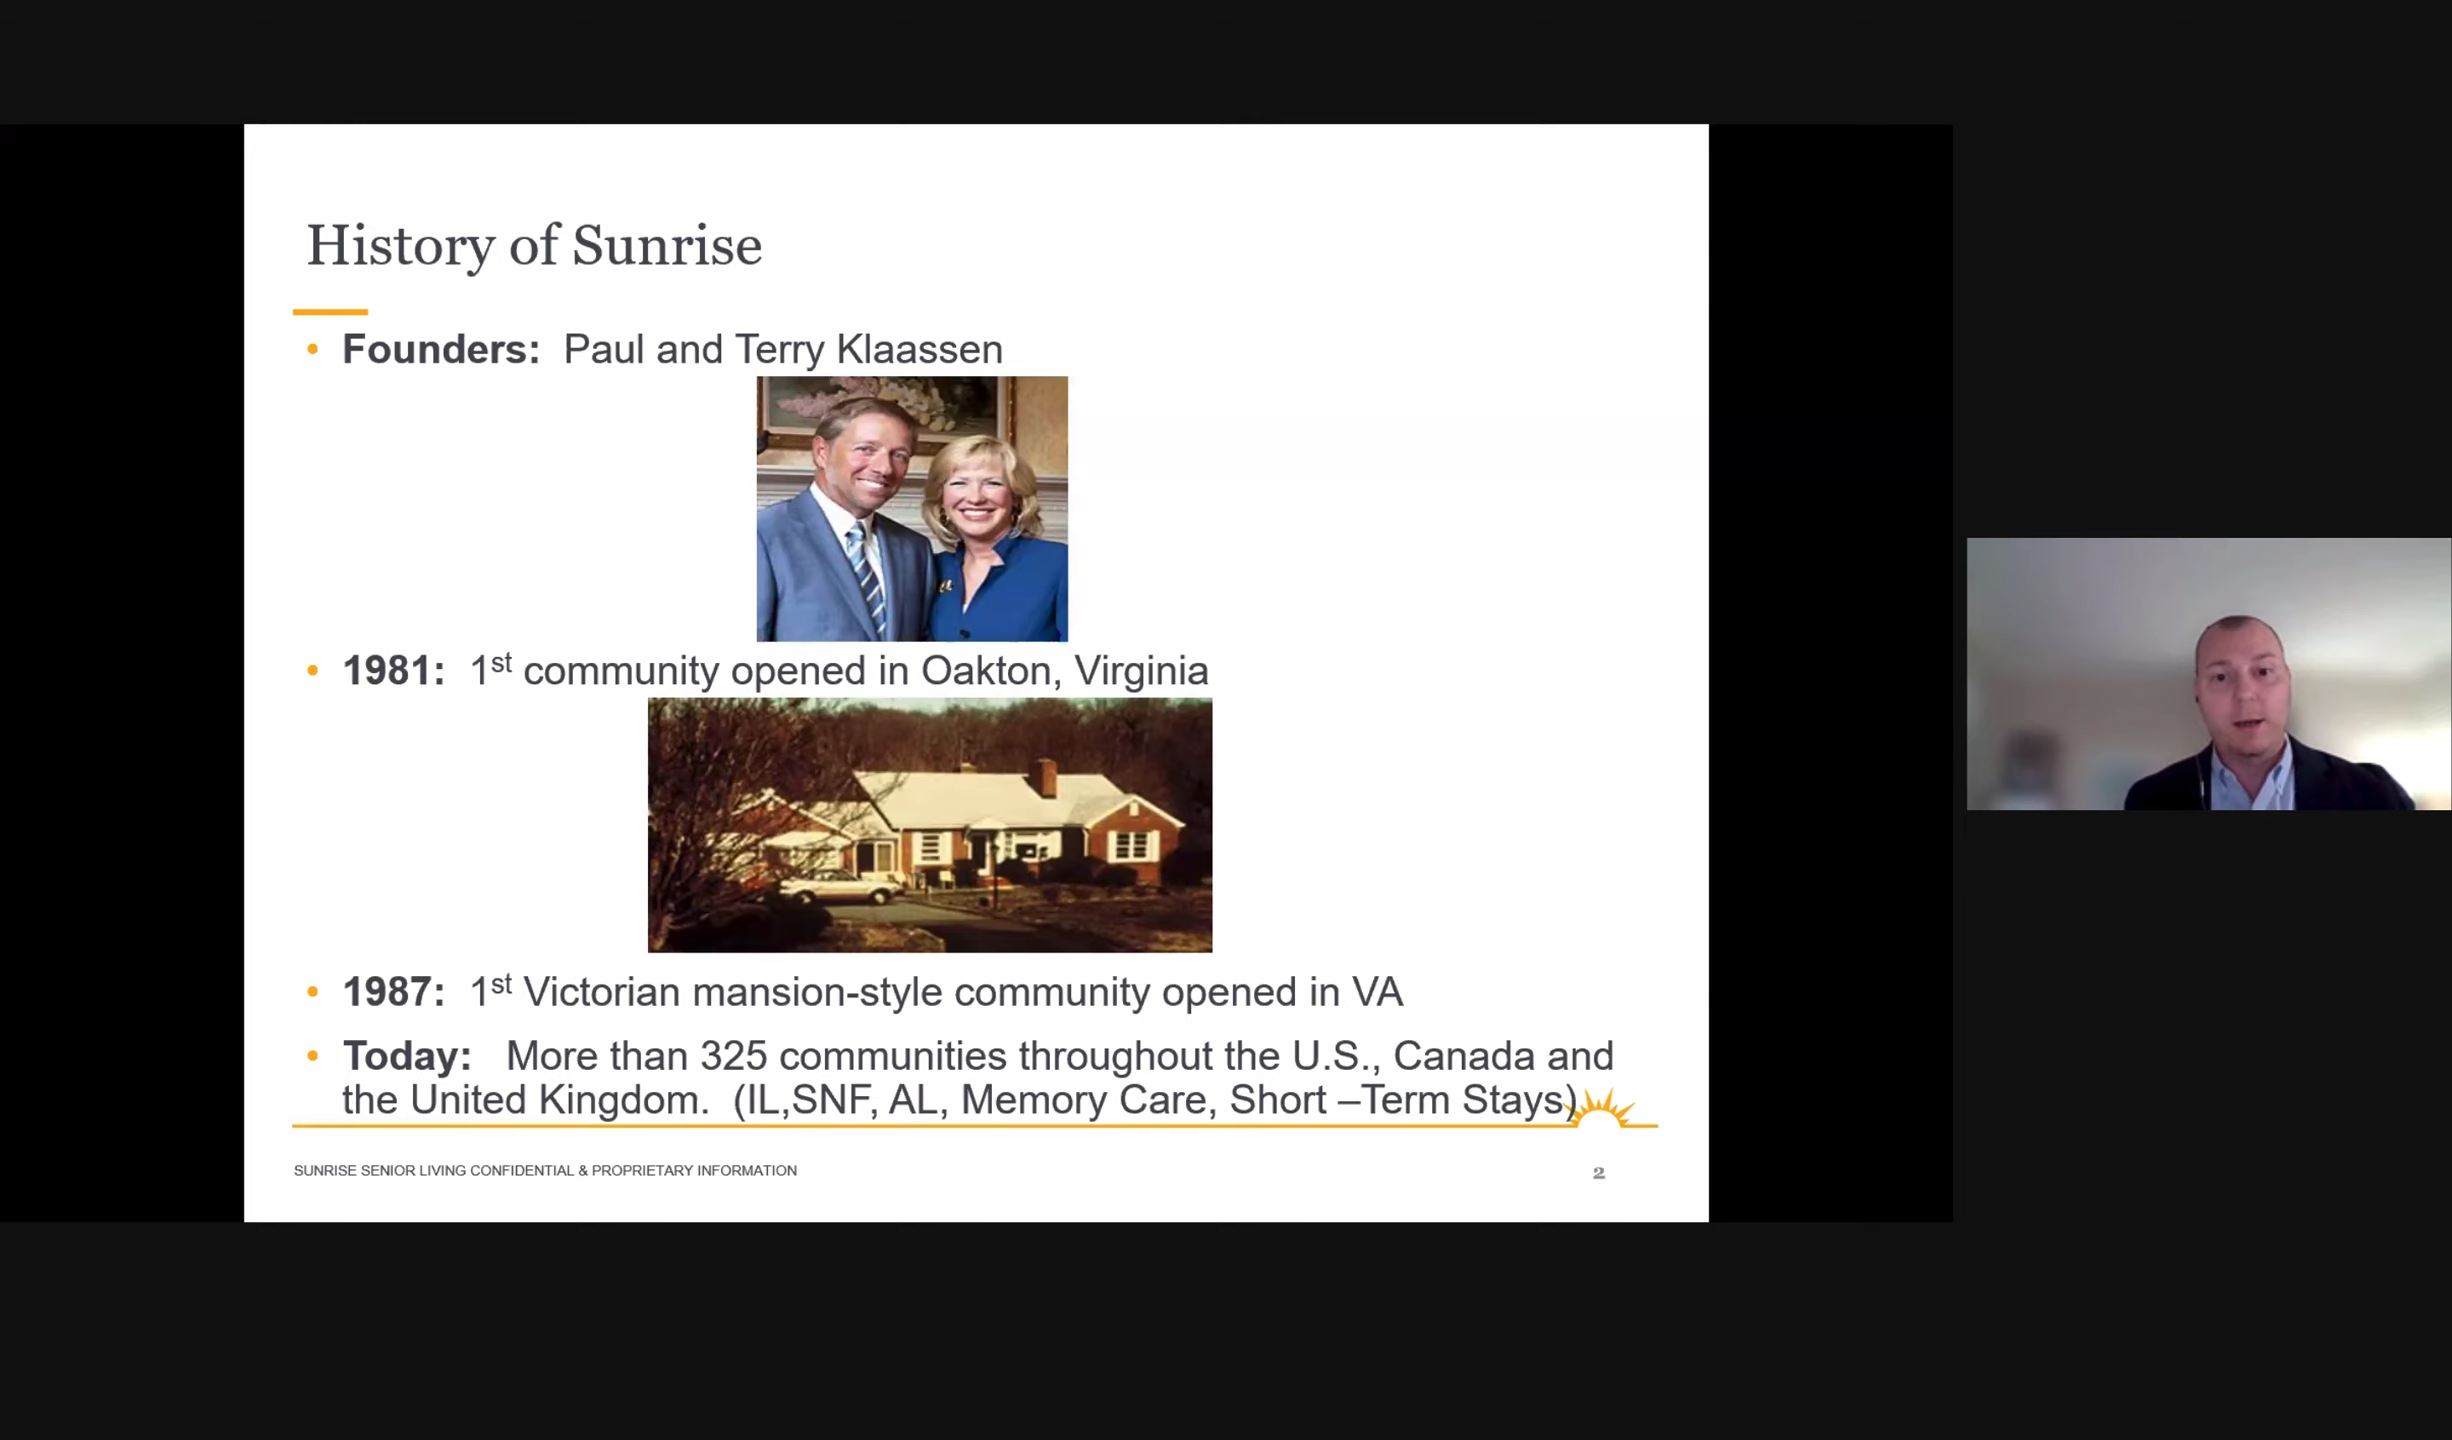 History of Sunrise
• Founders: Paul and Terry Klaassen
• 1981: 1st community opened in Oakton, Virginia
• 1987: 1st Victorian mansion-style community opened in VA
• Today: More than 325 communities throughout the U.S., Canada and
the United Kingdom. (IL,SNF, AL, Memory Care, Short –Term Stays)
SUNRISE SENIOR LIVING CONFIDENTIAL & PROPRIETARY INFORMATION
2